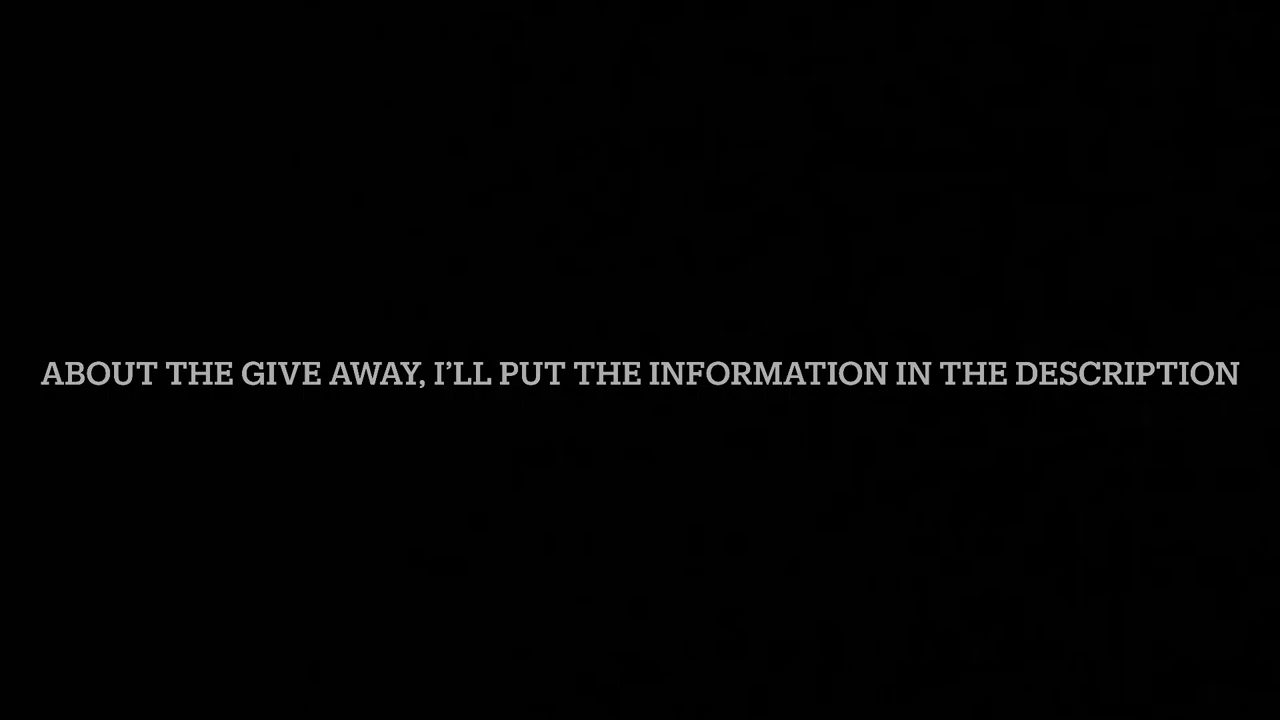 ABOUT THE GIVE AWAY, I’LL PUT THE INFORMATION IN THE DESCRIPTION